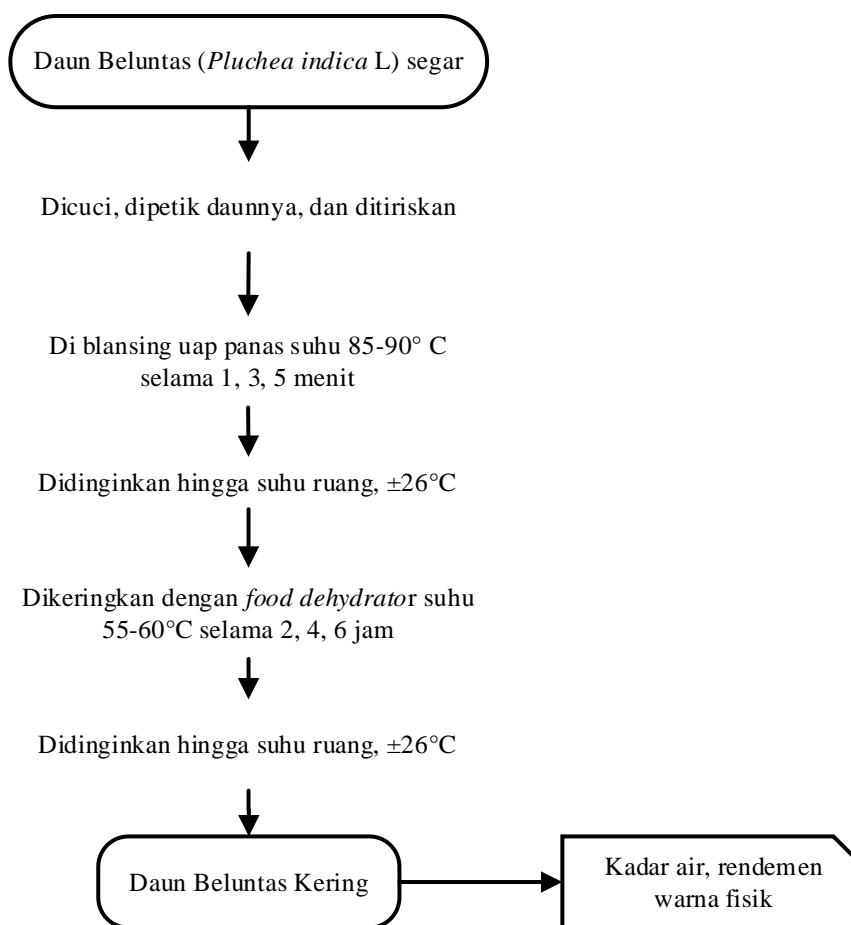 Daun Beluntas (Pluchea indica L) segar
Dicuci, dipetik daunnya, dan ditiriskan
Di blansing uap panas suhu 85-90° C
selama 1, 3, 5 menit
Didinginkan hingga suhu ruang, ±26°C
Dikeringkan dengan food dehydrator suhu
55-60°C selama 2, 4, 6 jam
Didinginkan hingga suhu ruang, ±26°C
Daun Beluntas Kering
Kadar air, rendemen
warna fisik